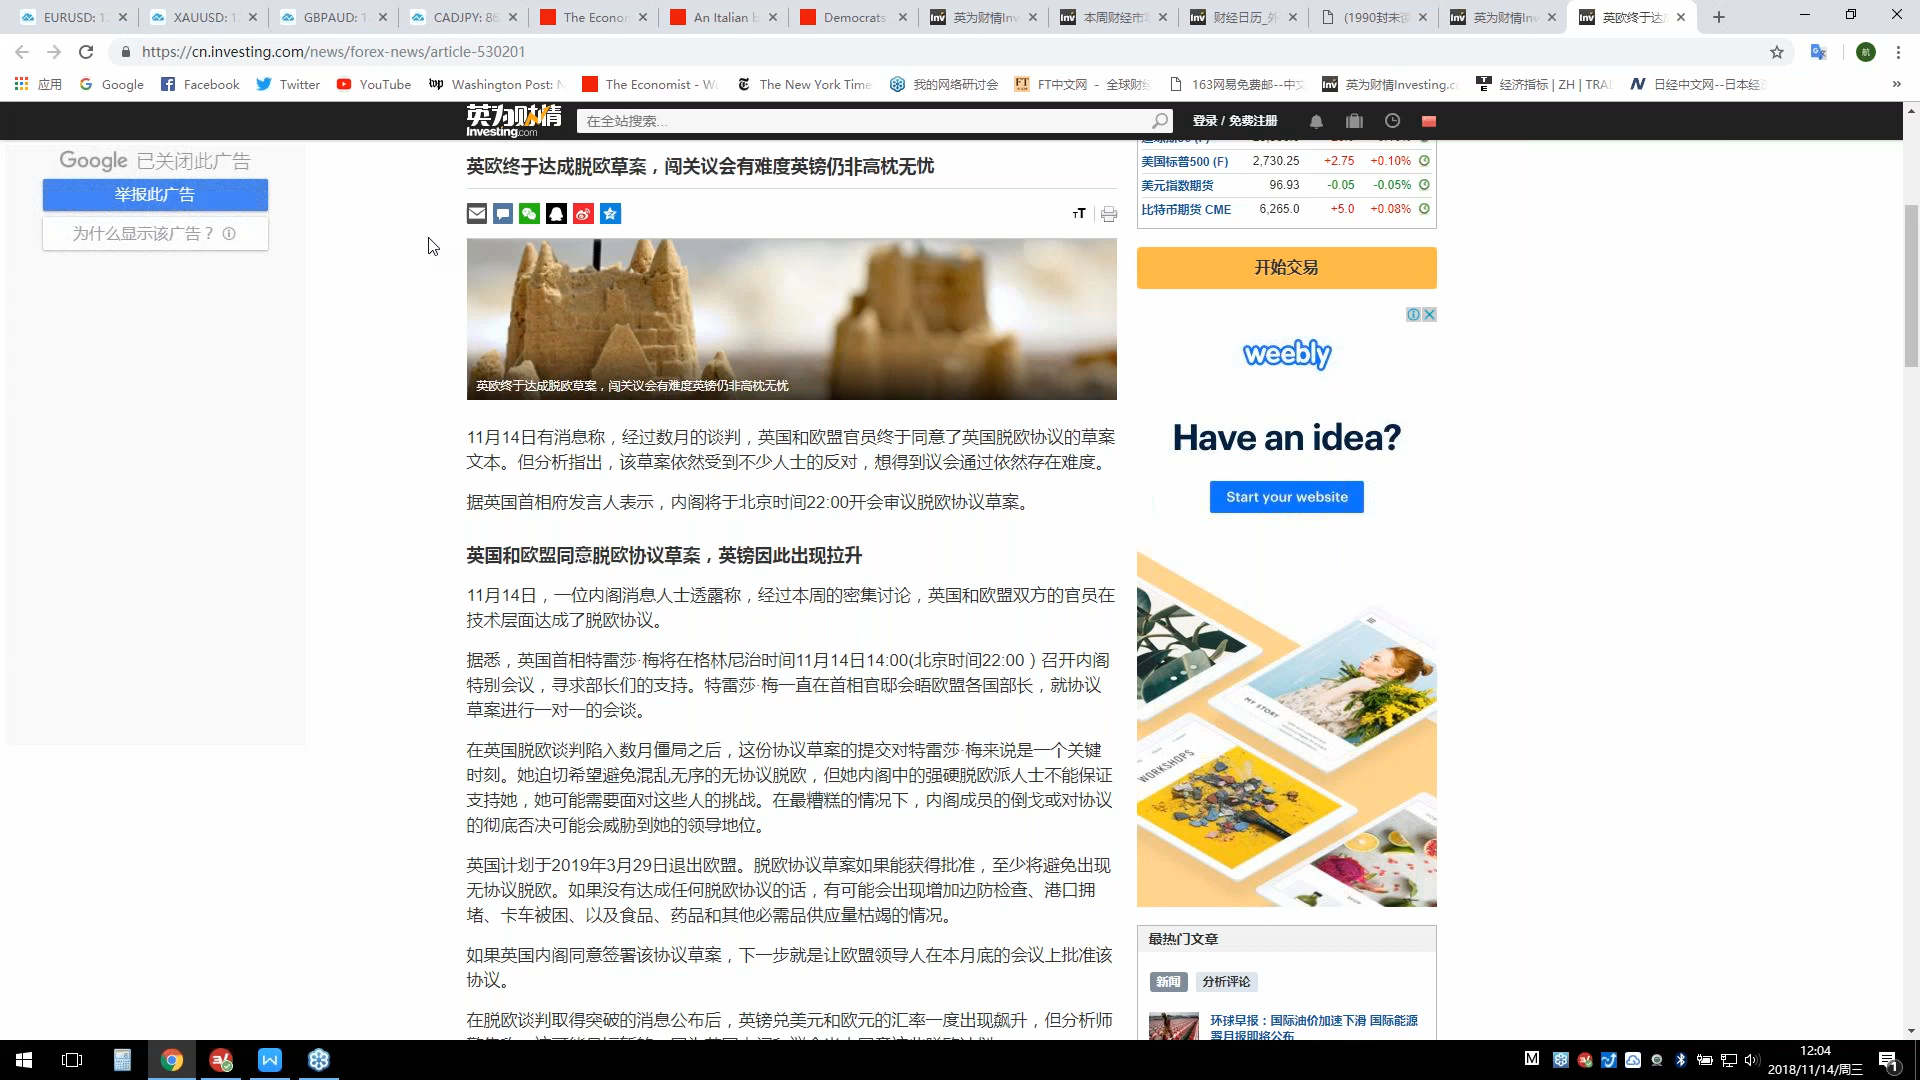 EURUSD: 1.
XAUUSD: 1
GBPAUD: 1.
CADJPY: 86
The Econor
An Italian b
Democrats
英为财情Inv
本周财经市
财经日历_外
(1990封未读
英为财情Inv
英欧终于达
https://cn.investing.com/news/forex-news/article-530201
航
应用
Google
Facebook
Twitter
YouTube
Washington Post: N
The Economist - Wo
The New York Time
我的网络研讨会
FT中文网 - 全球财经
163网易免费邮--中文
英为财情Investing.co
经济指标 | ZH | TRAD
日经中文网--日本经济
»
英为财情
Investing.com
在全站搜索...
登录 / 免费注册
Google 已关闭此广告
举报此广告
为什么显示该广告？
英欧终于达成脱欧草案，闯关议会有难度英镑仍非高枕无忧
тT
英欧终于达成脱欧草案，闯关议会有难度英镑仍非高枕无忧
11月14日有消息称，经过数月的谈判，英国和欧盟官员终于同意了英国脱欧协议的草案
文本。但分析指出，该草案依然受到不少人士的反对，想得到议会通过依然存在难度。
据英国首相府发言人表示，内阁将于北京时间22:00开会审议脱欧协议草案。
英国和欧盟同意脱欧协议草案，英镑因此出现拉升
11月14日，一位内阁消息人士透露称，经过本周的密集讨论，英国和欧盟双方的官员在
技术层面达成了脱欧协议。
据悉，英国首相特雷莎·梅将在格林尼治时间11月14日14:00(北京时间22:00 ) 召开内阁
特别会议，寻求部长们的支持。特雷莎·梅一直在首相官邸会晤欧盟各国部长，就协议
草案进行一对一的会谈。
在英国脱欧谈判陷入数月僵局之后，这份协议草案的提交对特雷莎·梅来说是一个关键
时刻。她迫切希望避免混乱无序的无协议脱欧，但她内阁中的强硬脱欧派人士不能保证
支持她，她可能需要面对这些人的挑战。在最糟糕的情况下，内阁成员的倒戈或对协议
的彻底否决可能会威胁到她的领导地位。
英国计划于2019年3月29日退出欧盟。脱欧协议草案如果能获得批准，至少将避免出现
无协议脱欧。如果没有达成任何脱欧协议的话，有可能会出现增加边防检查、港口拥
堵、卡车被困、以及食品、药品和其他必需品供应量枯竭的情况。
如果英国内阁同意签署该协议草案，下一步就是让欧盟领导人在本月底的会议上批准该
协议。
在脱欧谈判取得突破的消息公布后，英镑兑美元和欧元的汇率一度出现飙升，但分析师
美国标普500 (F) 2,730.25 +2.75 +0.10%
美元指数期货 96.93 -0.05 -0.05%
比特币期货 CME 6,265.0 +5.0 +0.08%
开始交易
weebly
Have an idea?
Start your website
MY STORY
WORKSHOPS
最热门文章
新闻
分析评论
环球早报：国际油价加速下滑 国际能源
署月报即将公布
12:04
2018/11/14/周三
1